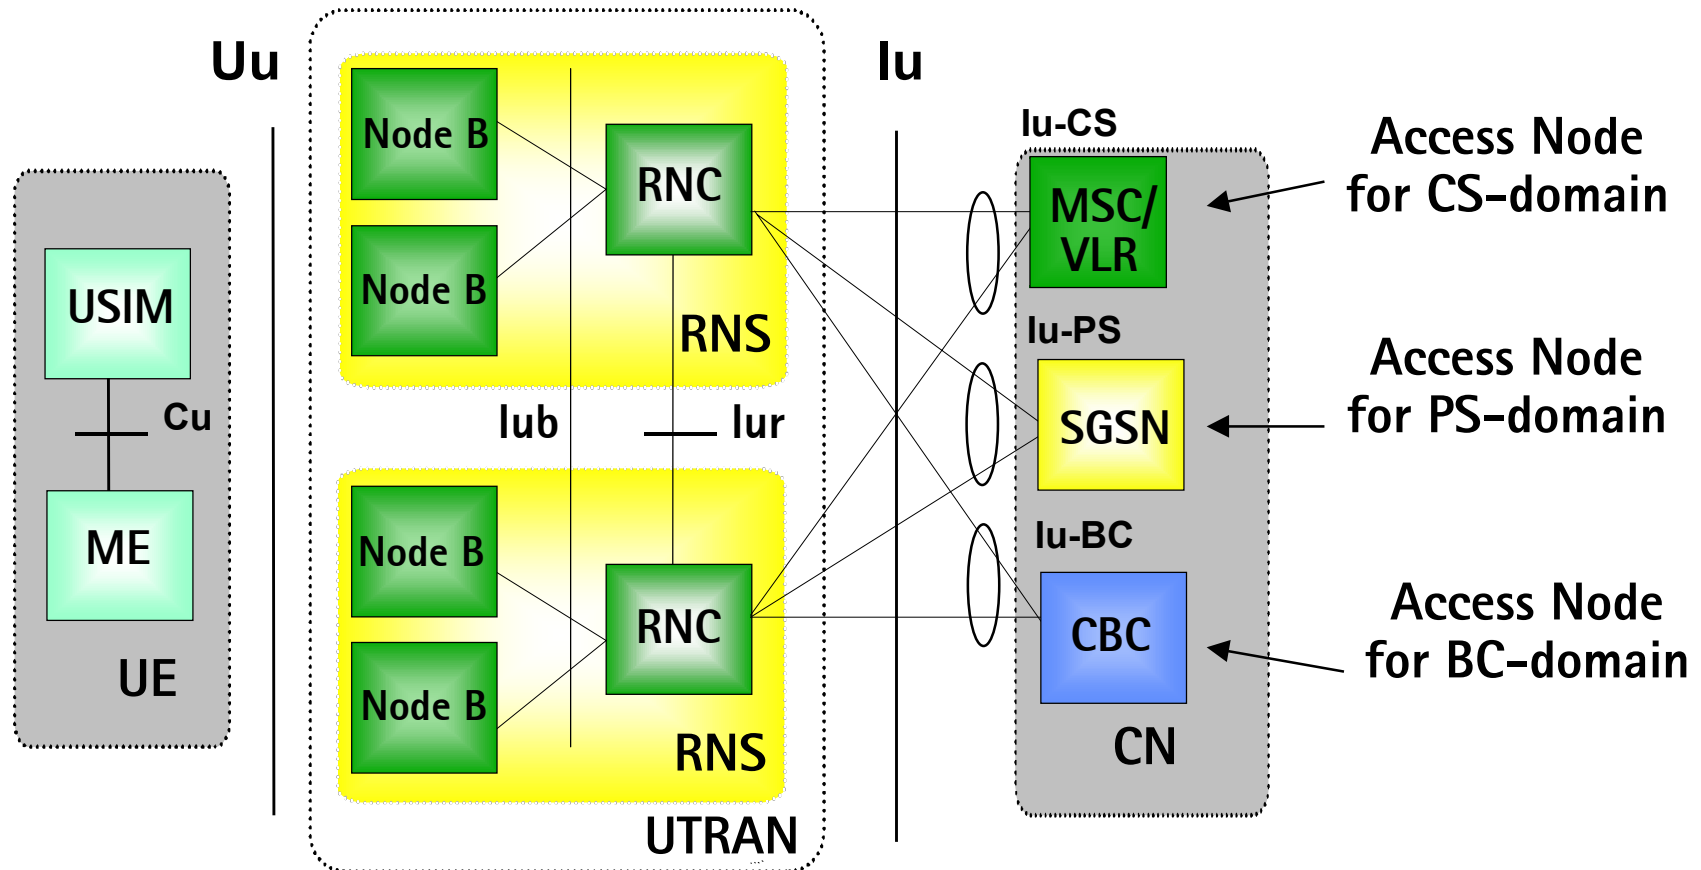 Uu
Iu
Node B
Node B
RNC
RNS
Iub
Iur
Node B
Node B
RNC
RNS
UTRAN
USIM
Cu
ME
UE
Iu-CS
MSC/
VLR
Iu-PS
SGSN
Iu-BC
CBC
CN
Access Node
for CS-domain
Access Node
for PS-domain
Access Node
for BC-domain